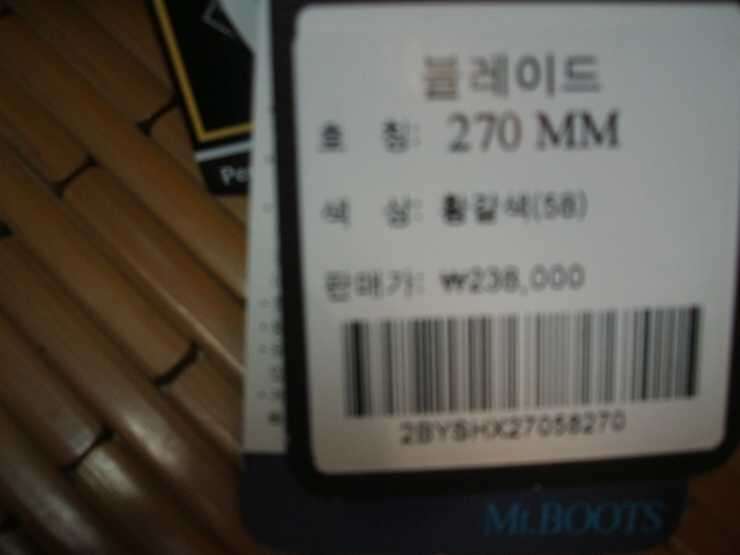 블레이드
호 칭: 270 MM
색 상: 황갈색(58)
판매가: ₩238,000
2BYSHX27058270
Mt.BOOTS